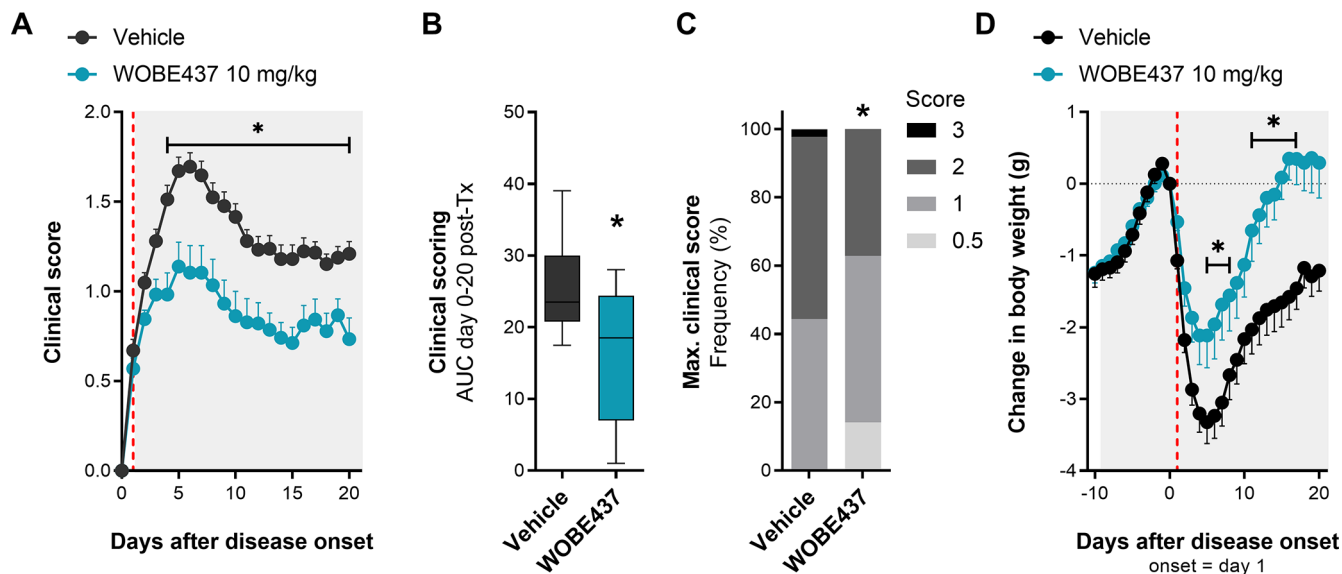 A
Vehicle
WOBE437 10 mg/kg
Clinical score
2.0
1.5
1.0
0.5
0.0
*
0
5
10
15
20
Days after disease onset
B
Clinical scoring
AUC day 0-20 post-Tx
50
40
30
20
10
0
*
Vehicle
WOBE437
C
Max. clinical score
Frequency (%)
100
80
60
40
20
0
*
Vehicle
WOBE437
Score
3
2
1
0.5
D
Vehicle
WOBE437 10 mg/kg
Change in body weight (g)
1
0
-1
-2
-3
-4
*
*
-10
0
10
20
Days after disease onset
onset = day 1